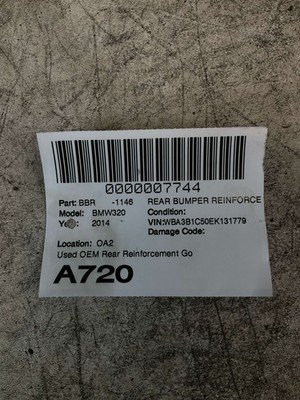 0000007744
Part: BBR -1146 REAR BUMPER REINFORCE
Model: BMW320 Condition:
Year: 2014 VIN:WBA3B1C50EK131779
Damage Code:
Location: OA2
Used OEM Rear Reinforcement Go
A720